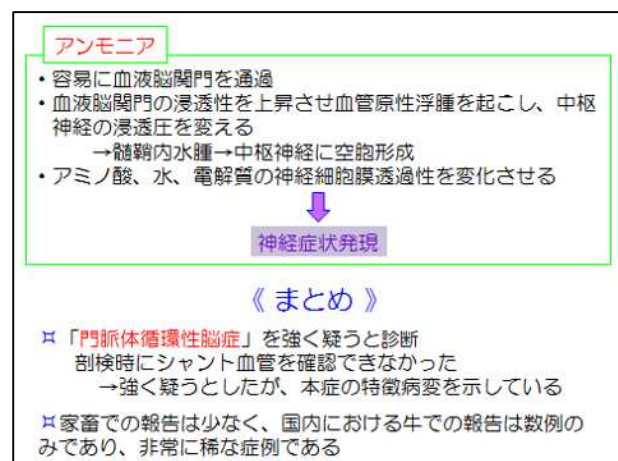 アンモニア
・容易に血液脳関門を通過
・血液脳関門の浸透性を上昇させ血管原性浮腫を起こし、中枢
神経の浸透圧を変える
→髄鞘内水腫→中枢神経に空胞形成
・アミノ酸、水、電解質の神経細胞膜透過性を変化させる
神経症状発現
《 まとめ 》
¤「門脈体循環性脳症」を強く疑うと診断
剖検時にシャント血管を確認できなかった
→強く疑うとしたが、本症の特徴病変を示している
¤家畜での報告は少なく、国内における牛での報告は数例の
みであり、非常に稀な症例である